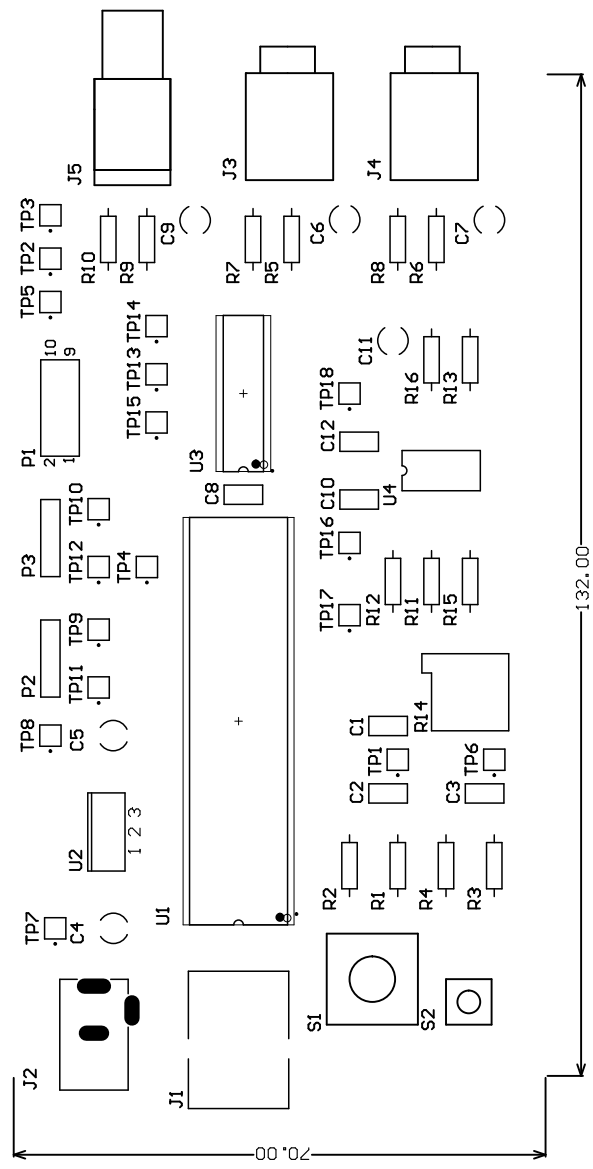 J5
J3
J4
TP3
TP2
TP5
R10
R9
C9
R7
R5
C6
R8
R6
C7
TP14
TP13
TP15
10
9
P1
2
1
U3
C11
R16
R13
TP18
C12
C10
U4
C8
TP10
P3
TP12
TP4
TP16
TP17
R12
R11
R15
132.00
TP9
P2
TP11
TP8
C5
C1
R14
TP1
TP6
C2
C3
U2
1 2 3
R2
R1
R4
R3
U1
TP7
C4
S1
S2
J2
J1
70.00